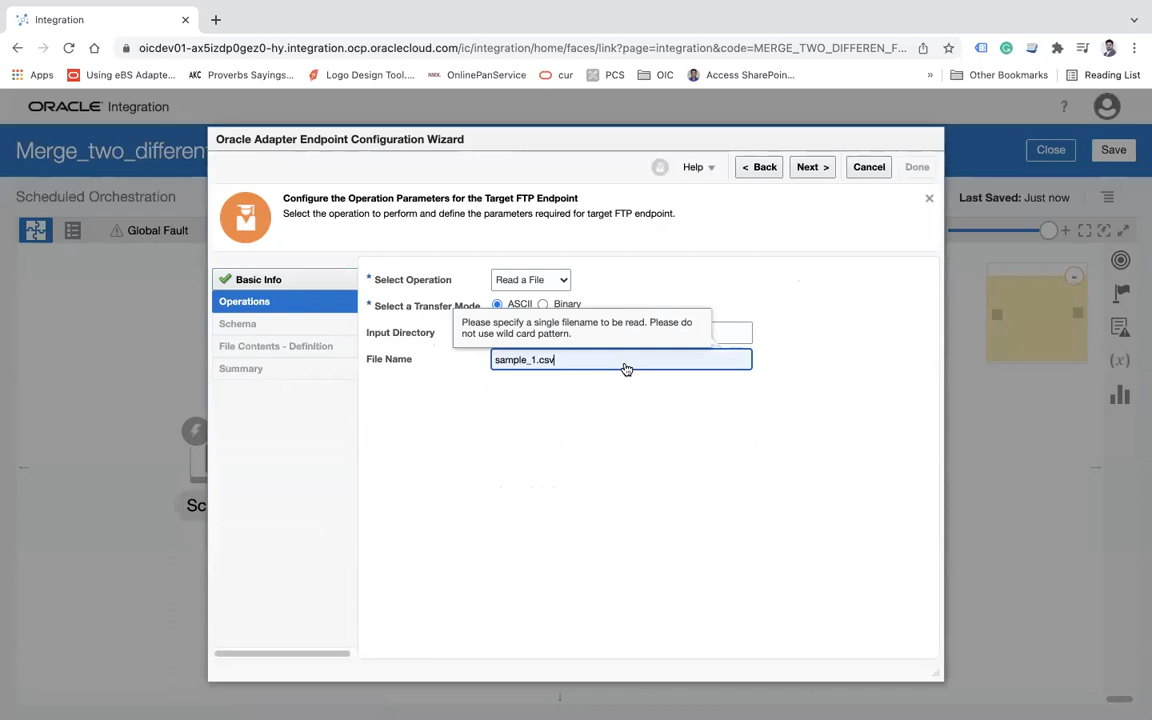 Integration
oicdev01-ax5izdp0gez0-hy.integration.ocp.oraclecloud.com/ic/integration/home/faces/link?page=integration&code=MERGE_TWO_DIFFEREN_F...
Apps
Using eBS Adapte...
AKC Proverbs Sayings...
Logo Design Tool....
OnlinePanService
cur
PCS
OIC
Access SharePoin...
»
Other Bookmarks
Reading List
ORACLE Integration
?
Merge_two_different
Close
Save
Scheduled Orchestration
Last Saved: Just now
Global Fault
Oracle Adapter Endpoint Configuration Wizard
Help
< Back
Next >
Cancel
Done
Configure the Operation Parameters for the Target FTP Endpoint
Select the operation to perform and define the parameters required for target FTP endpoint.
Basic Info
Operations
Schema
File Contents - Definition
Summary
* Select Operation
Read a File
* Select a Transfer Mode
ASCII
Binary
Please specify a single filename to be read. Please do
not use wild card pattern.
Input Directory
File Name
sample_1.csv
Sc
(x)